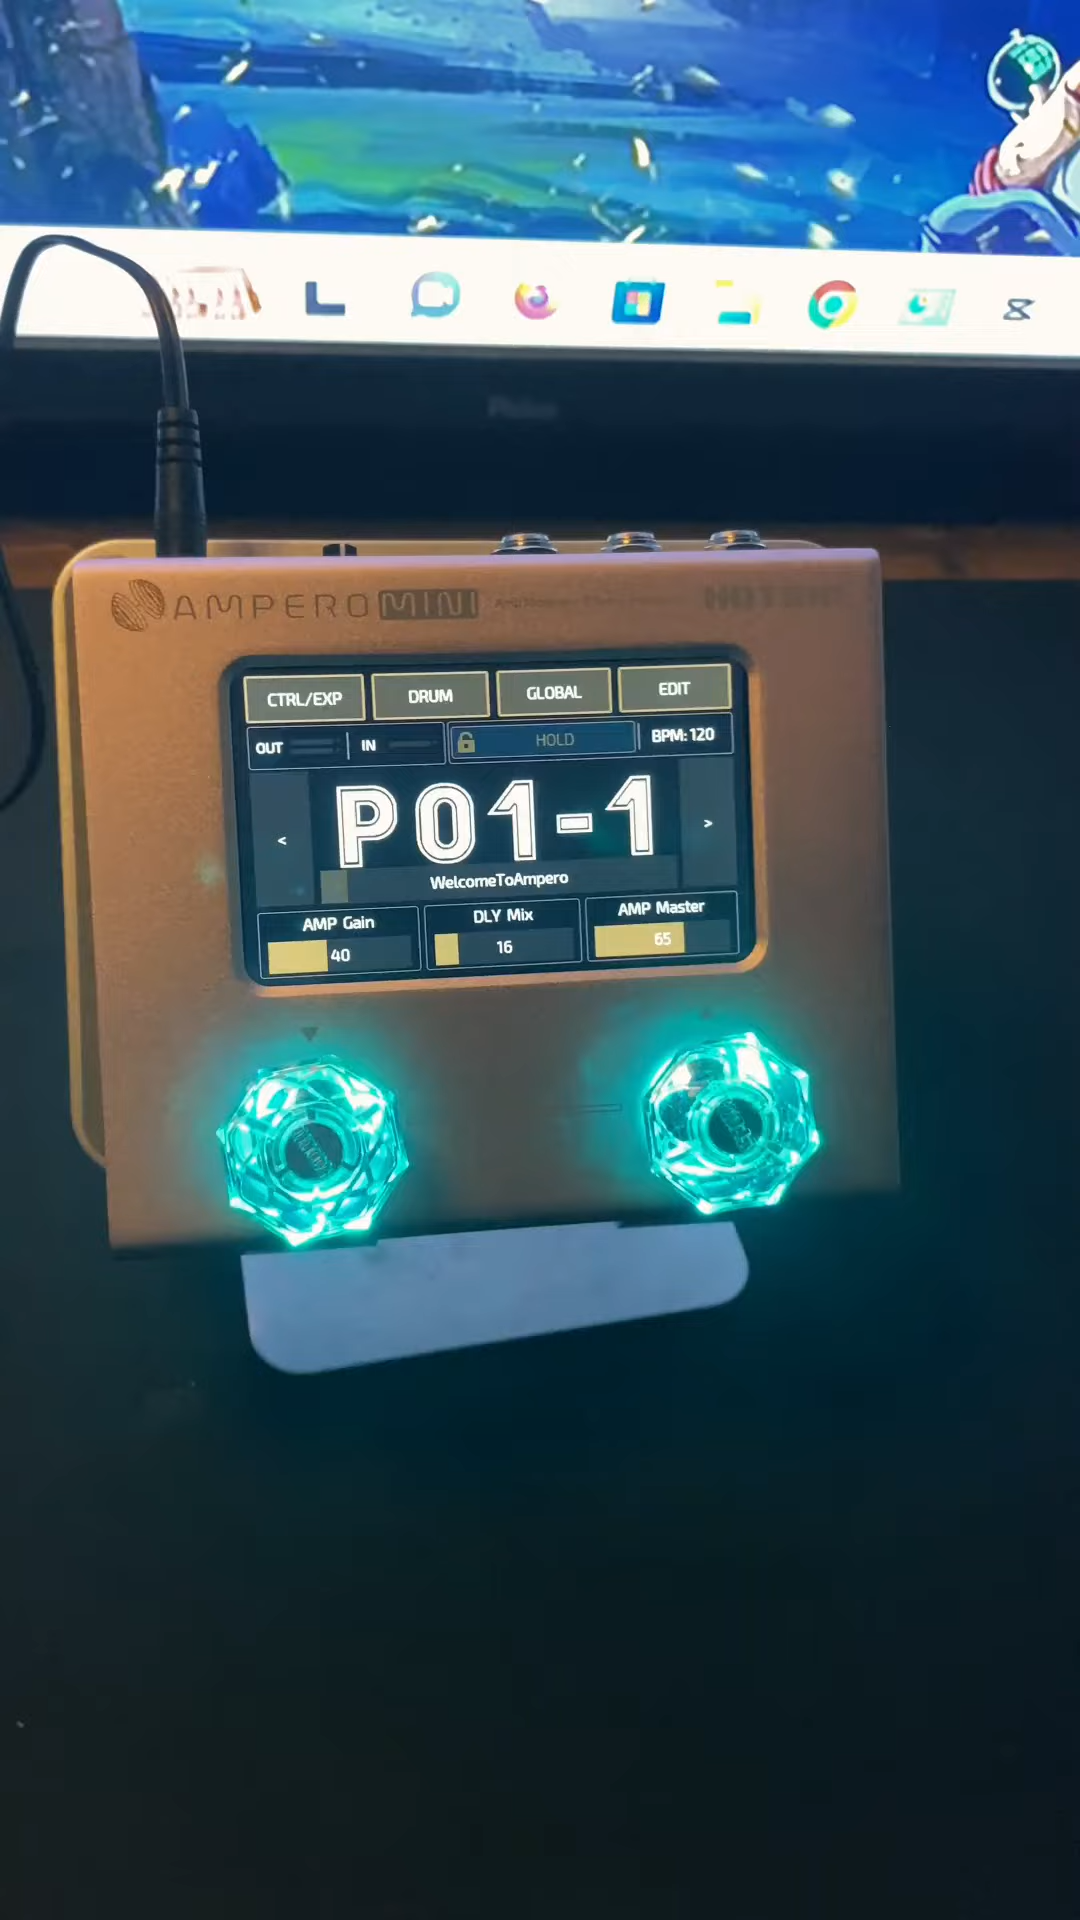 AMPERO MINI
CTRL/EXP DRUM GLOBAL EDIT
OUT IN HOLD BPM: 120
< P01-1 >
WelcomeToAmpero
AMP Gain DLY Mix AMP Master
40 16 65